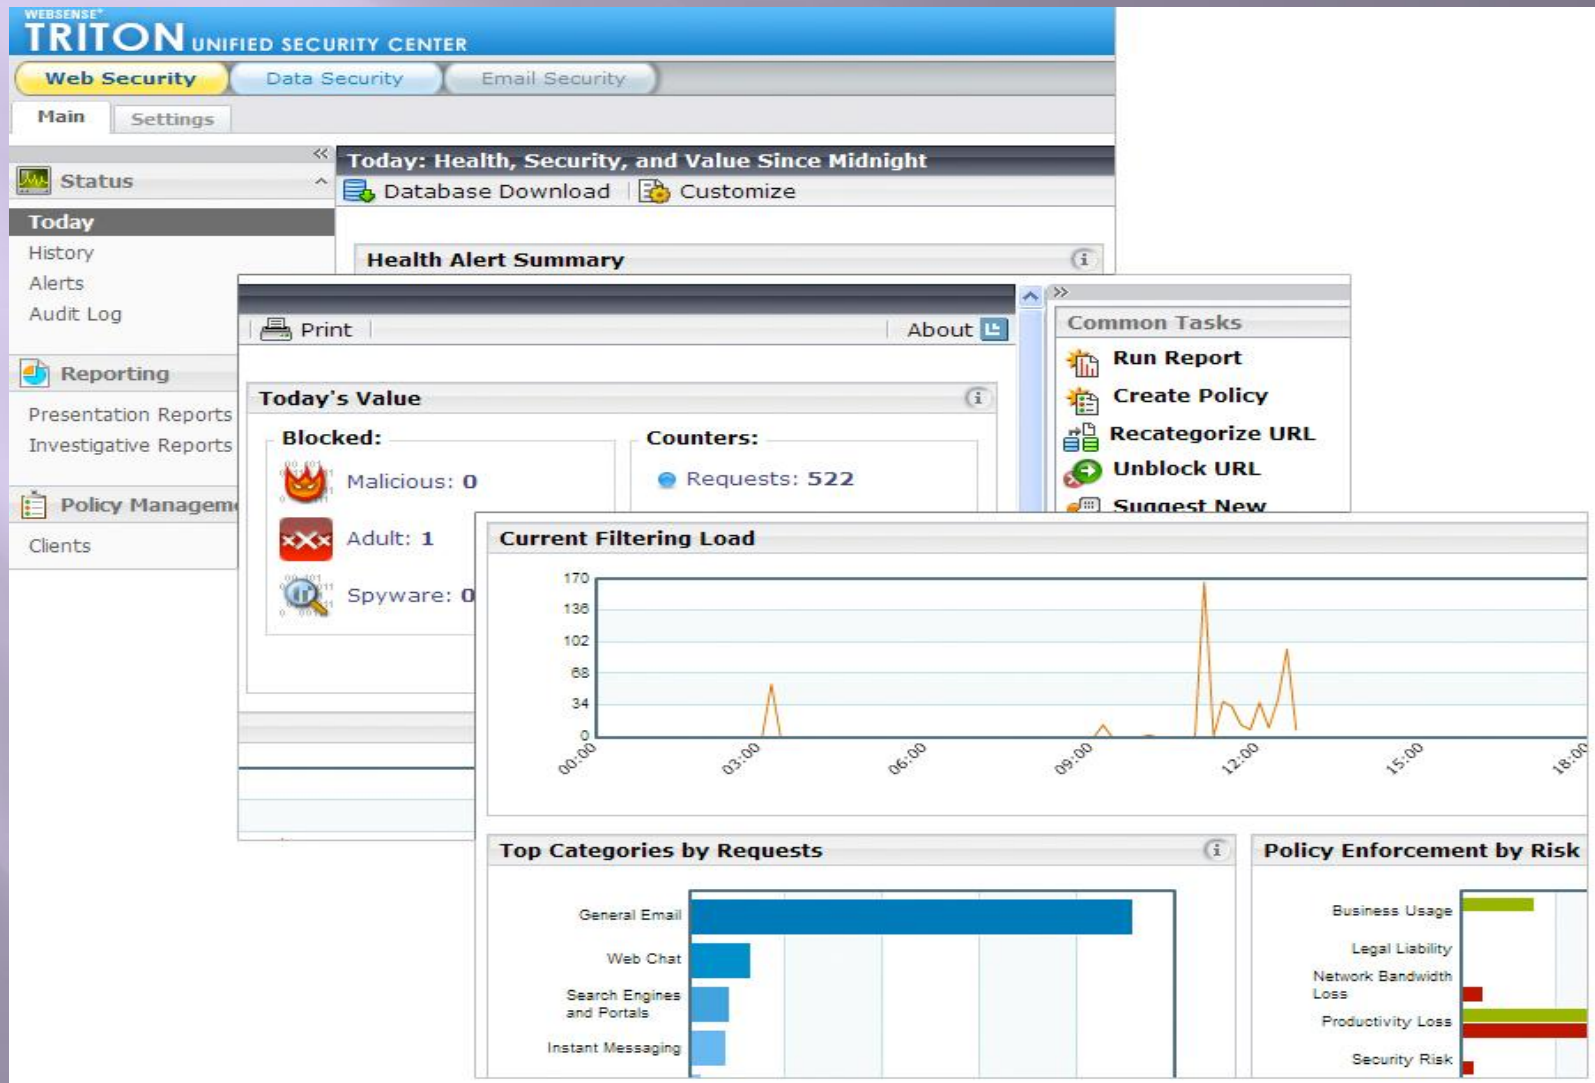 WEBSENSE®
TRITON UNIFIED SECURITY CENTER
Web Security
Data Security
Email Security
Main
Settings
Status
Today
History
Alerts
Audit Log
Reporting
Presentation Reports
Investigative Reports
Policy Managem
Clients
Today: Health, Security, and Value Since Midnight
Database Download
Customize
Health Alert Summary
Print
About
Today's Value
Blocked:
Malicious: 0
Adult: 1
Spyware: 0
Counters:
Requests: 522
Common Tasks
Run Report
Create Policy
Recategorize URL
Unblock URL
Suggest New
Current Filtering Load
170
136
102
68
34
0
00:00
03:00
06:00
09:00
12:00
15:00
18:00
Top Categories by Requests
General Email
Web Chat
Search Engines
and Portals
Instant Messaging
Policy Enforcement by Risk
Business Usage
Legal Liability
Network Bandwidth
Loss
Productivity Loss
Security Risk